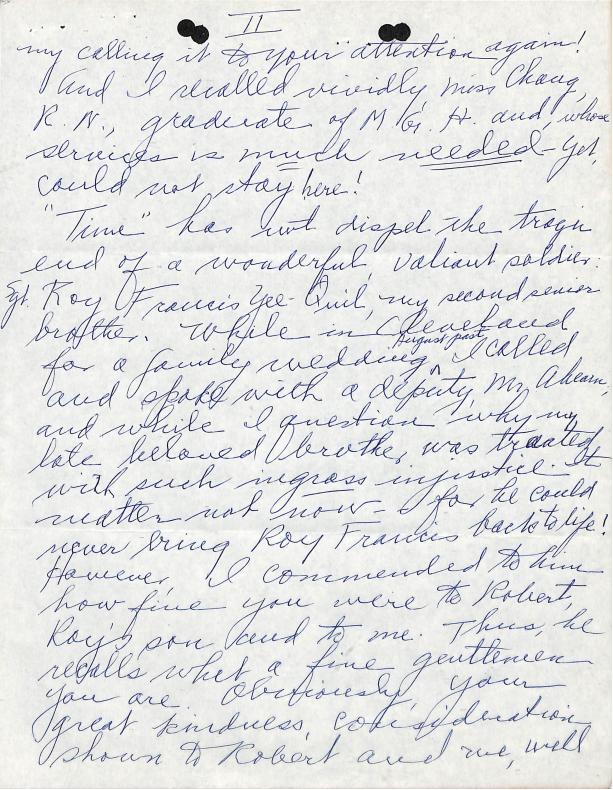 II
my calling it to your attention again!
And I recalled vividly Miss Chang,
R. N., graduate of M. G. H. and, whose
services is much needed - yet,
could not stay here!
"Time" has not dispel the tragic
end of a wonderful, valiant soldier:
Sgt. Roy Francis Yee-Quil, my second senior
brother. While in Cleveland
for a family wedding August past I called
and spoke with a deputy, Mr. Ahearn,
and while I question why my
late beloved brother, was treated
with such ingross injustice. It
matter not now - for he could
never bring Roy Francis back to life!
However, I commended to him
how fine you were to Robert,
Roy's son and to me. Thus, he
recalls what a fine gentlemen
you are. Obviously, your
great kindness, consideration
shown to Robert and me, well